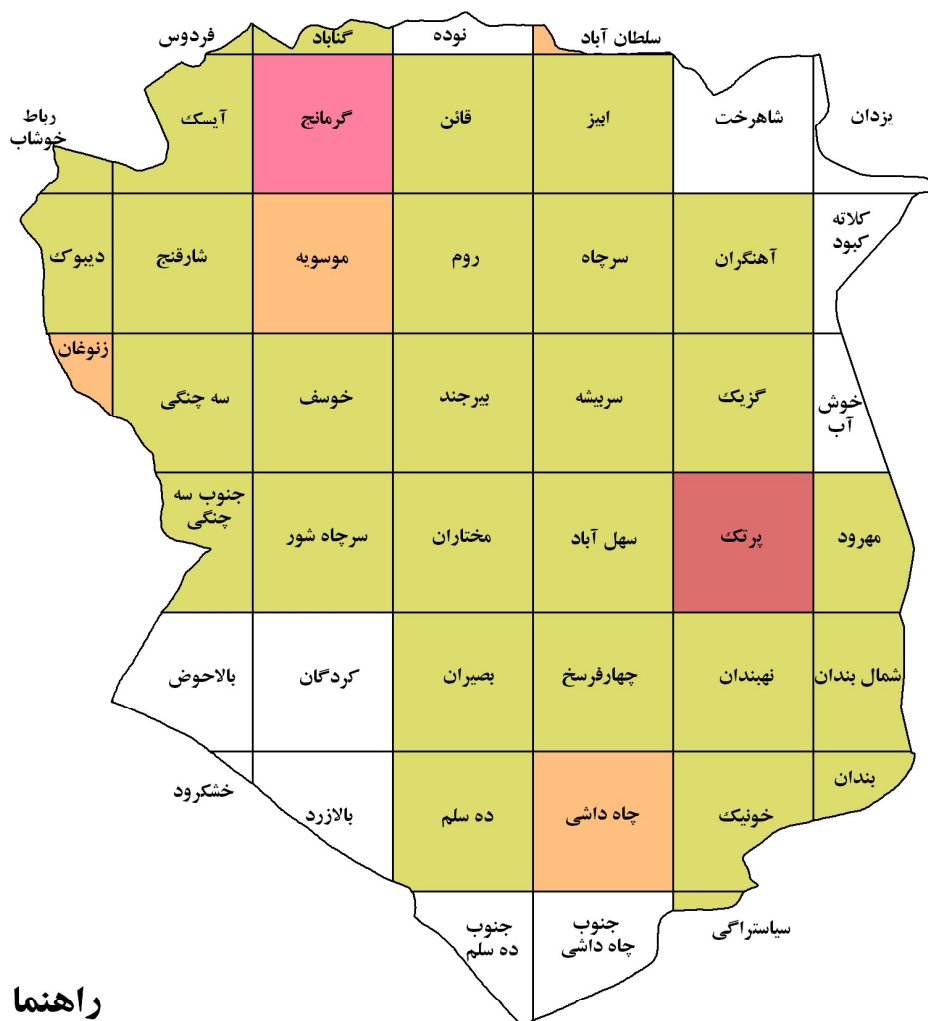 سلطان آباد
نوده
گناباد
فردوس
یزدان
شاهرخت
ابیز
قائن
گرمانج
آیسک
رباط
خوشاب
کلاته
کبود
آهنگران
سرچاه
روم
موسویه
شارقنج
دیبوک
خوش
آب
گزیک
سربیشه
بیرجند
خوسف
سه چنگی
زنوغان
مهرود
پرتک
سهل آباد
مختاران
سرچاه شور
جنوب سه
چنگی
شمال بندان
نهبندان
چهارفرسخ
بصیران
کردگان
بالاحوض
بندان
خونیک
چاه داشی
ده سلم
بالازرد
خشکرود
سیاستراگی
جنوب
چاه داشی
جنوب
ده سلم
راهنما